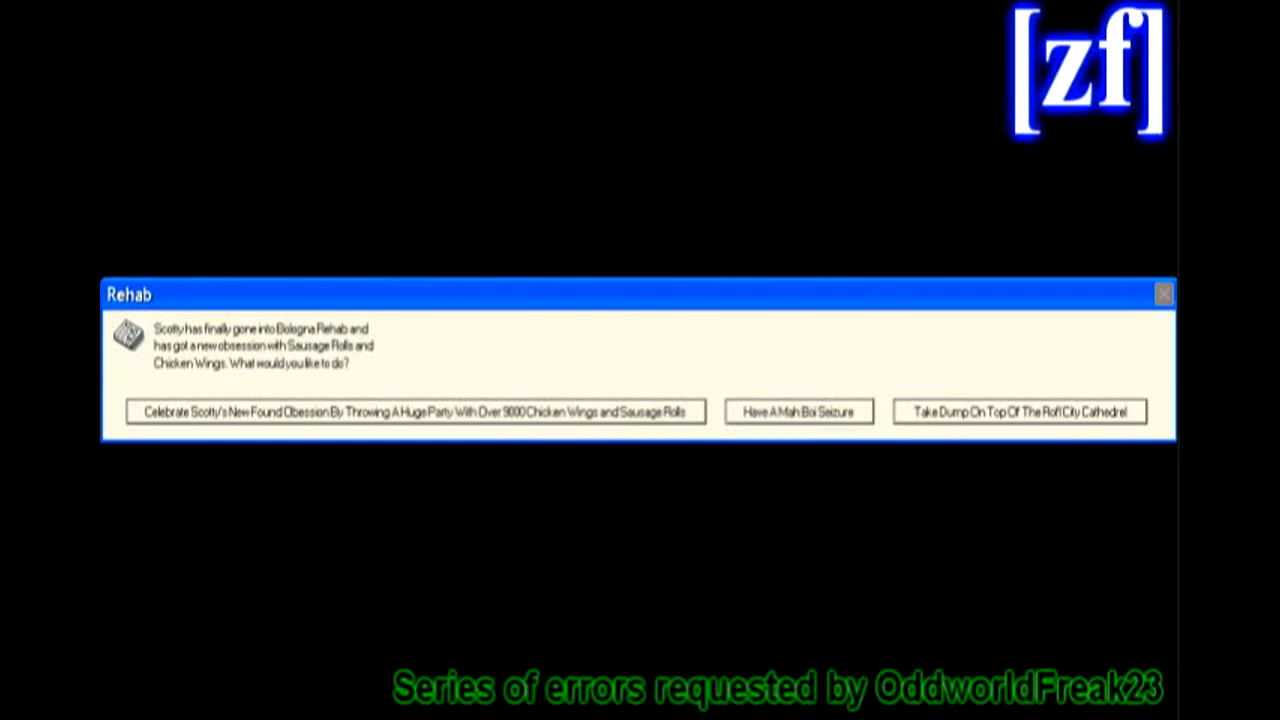 [zf]
Rehab
Scotty has finally gone into Bologna Rehab and
has got a new obsession with Sausage Rolls and
Chicken Wings. What would you like to do?
Celebrate Scotty's New Found Obession By Throwing A Huge Party With Over 9000 Chicken Wings and Sausage Rolls
Have A Mah Boi Seizure
Take Dump On Top Of The Rofl City Cathedrel
Series of errors requested by OddworldFreak23